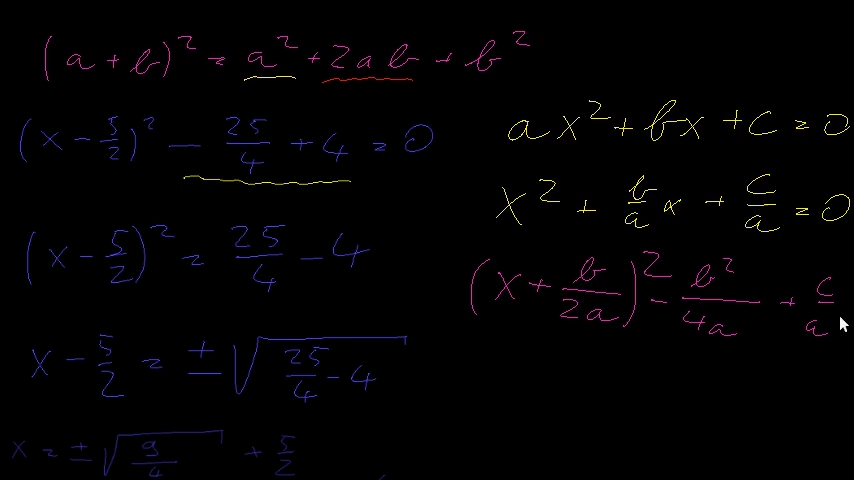 (a + b)² = a² + 2ab + b²
(x − 5/2)² − 25/4 + 4 = 0
(x − 5/2)² = 25/4 − 4
x − 5/2 = ± √(25/4 − 4)
x = ± √(9/4) + 5/2
ax² + bx + c = 0
x² + b/a x + c/a = 0
(x + b/2a)² − b²/4a + c/a